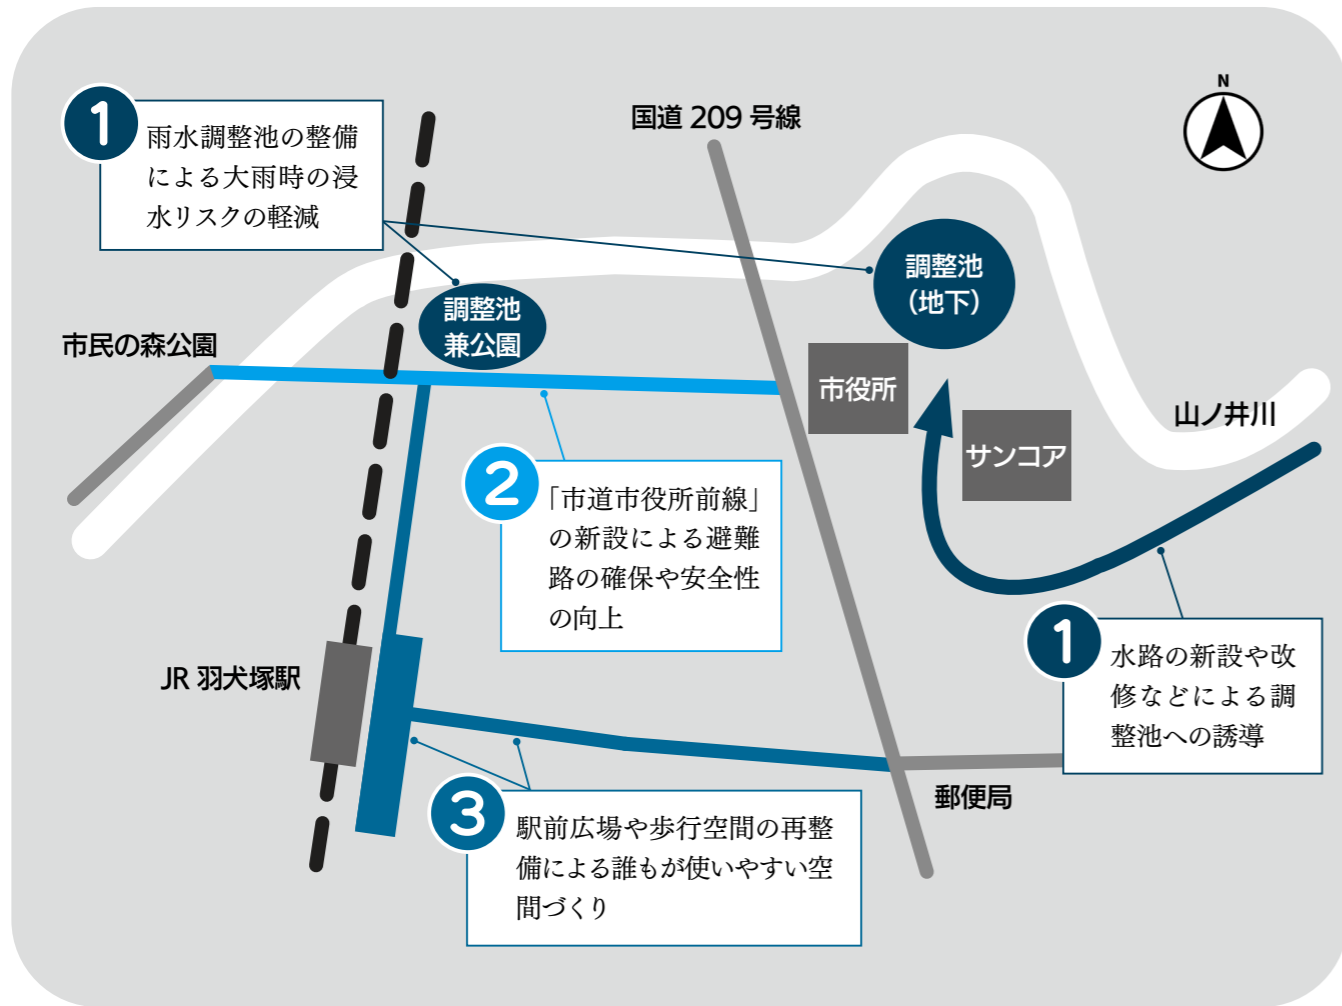 N
国道 209 号線
1
雨水調整池の整備
による大雨時の浸
水リスクの軽減
調整池
(地下)
調整池
兼公園
市民の森公園
市役所
サンコア
山ノ井川
2
「市道市役所前線」
の新設による避難
路の確保や安全性
の向上
1
水路の新設や改
修などによる調
整池への誘導
JR 羽犬塚駅
郵便局
3
駅前広場や歩行空間の再整
備による誰もが使いやすい空
間づくり